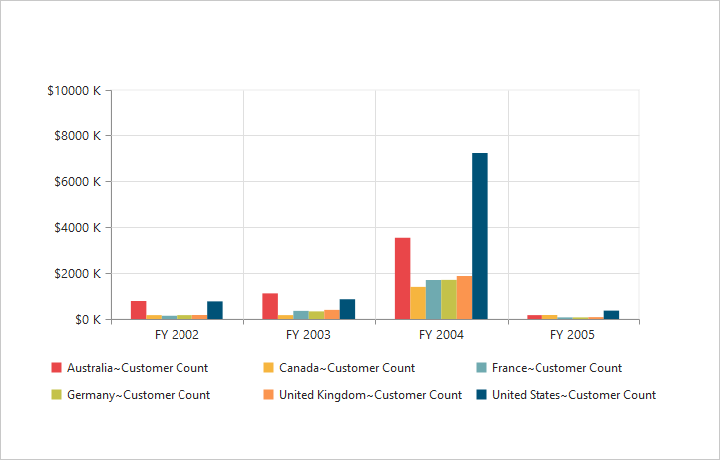 $10000 K
$8000 K
$6000 K
$4000 K
$2000 K
$0 K
FY 2002 FY 2003 FY 2004 FY 2005
Australia~Customer Count Canada~Customer Count France~Customer Count
Germany~Customer Count United Kingdom~Customer Count United States~Customer Count